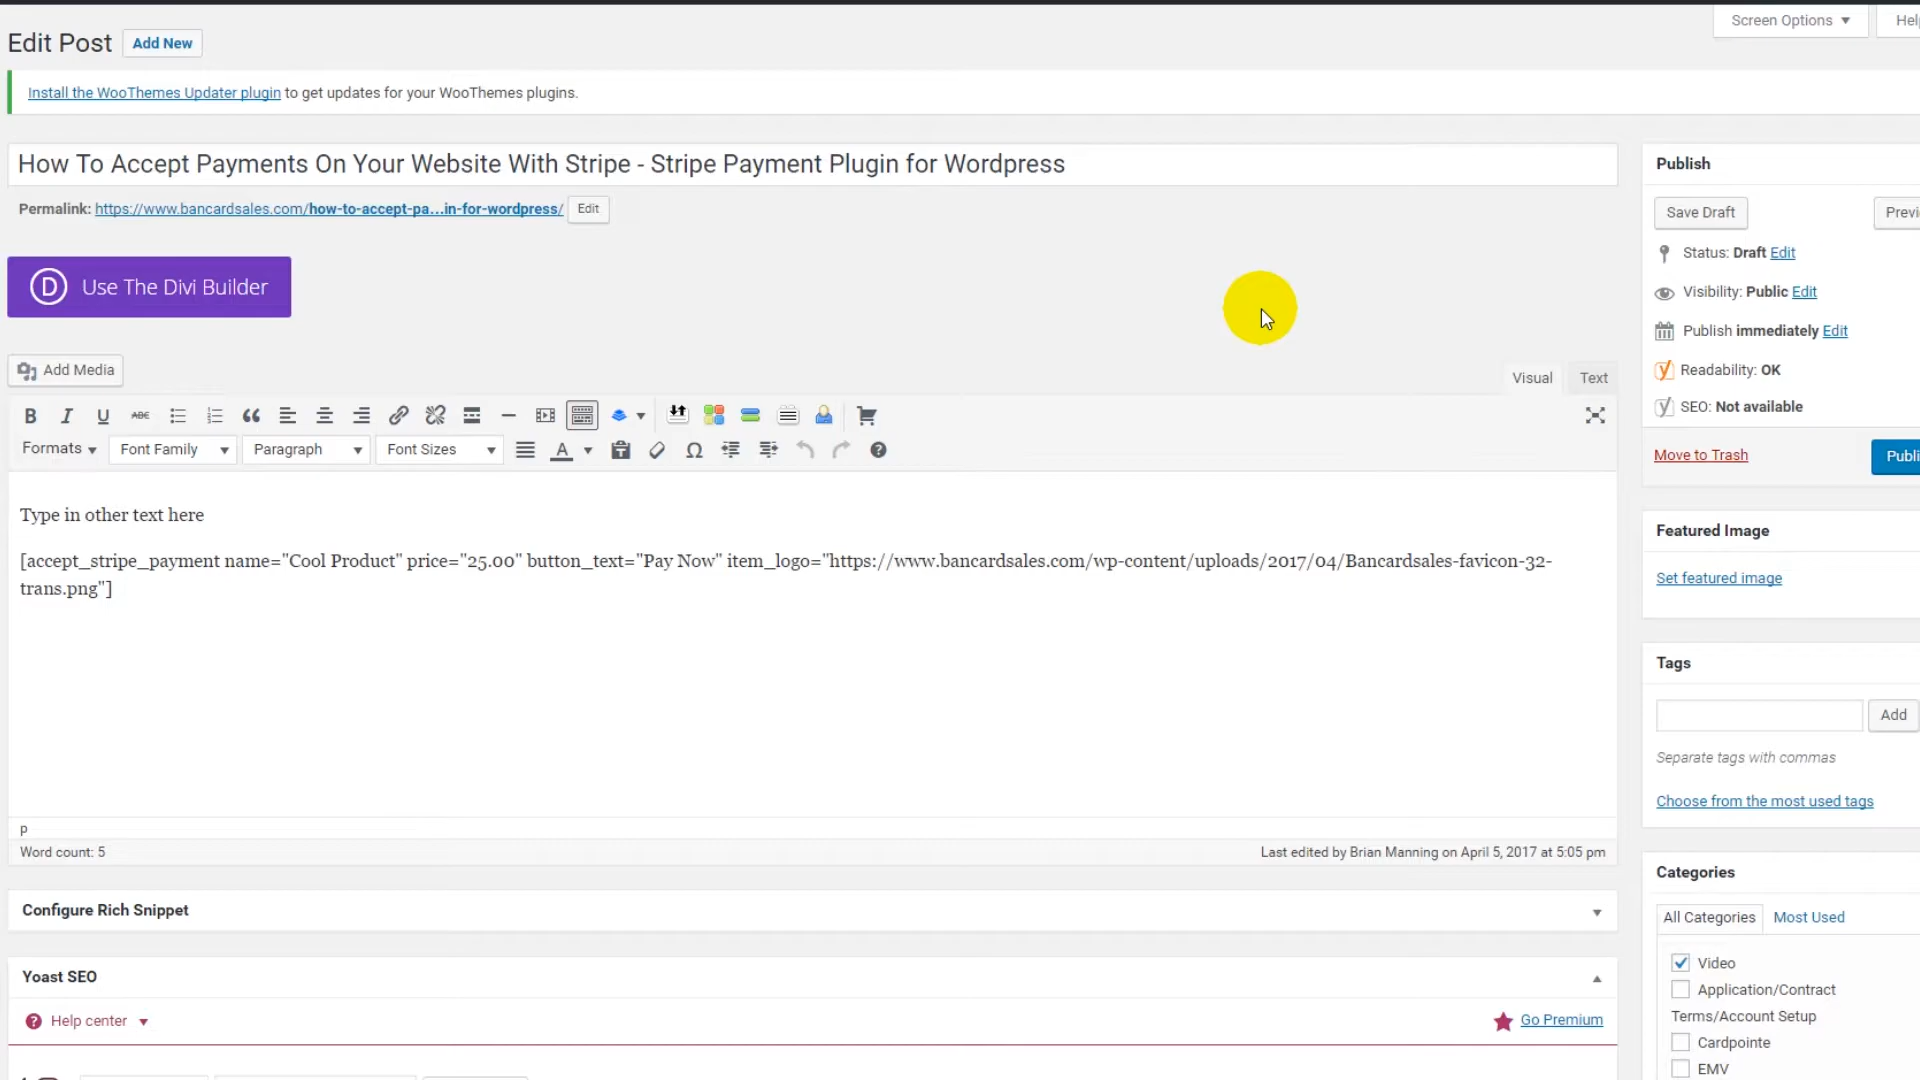 Screen Options
Edit Post
Add New
Install the WooThemes Updater plugin to get updates for your WooThemes plugins.
How To Accept Payments On Your Website With Stripe - Stripe Payment Plugin for Wordpress
Permalink: https://www.bancardsales.com/how-to-accept-pa...in-for-wordpress/ Edit
D Use The Divi Builder
Add Media
Visual Text
B I U ABC
Formats Font Family Paragraph Font Sizes A Ω
Type in other text here
[accept_stripe_payment name="Cool Product" price="25.00" button_text="Pay Now" item_logo="https://www.bancardsales.com/wp-content/uploads/2017/04/Bancardsales-favicon-32-
trans.png"]
p
Word count: 5
Last edited by Brian Manning on April 5, 2017 at 5:05 pm
Configure Rich Snippet
Yoast SEO
Help center
Go Premium
Publish
Save Draft
Status: Draft Edit
Visibility: Public Edit
Publish immediately Edit
Readability: OK
SEO: Not available
Move to Trash
Featured Image
Set featured image
Tags
Add
Separate tags with commas
Choose from the most used tags
Categories
All Categories Most Used
Video
Application/Contract
Terms/Account Setup
Cardpointe
EMV